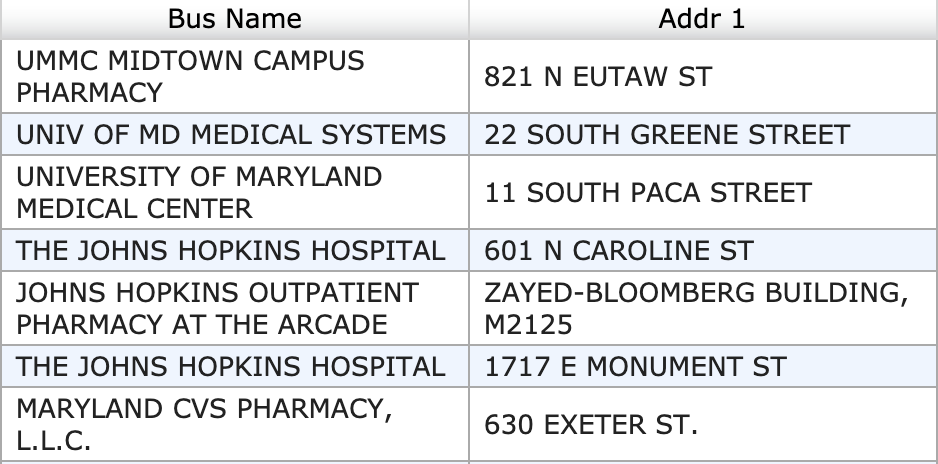 Bus Name
Addr 1
UMMC MIDTOWN CAMPUS
PHARMACY
821 N EUTAW ST
UNIV OF MD MEDICAL SYSTEMS
22 SOUTH GREENE STREET
UNIVERSITY OF MARYLAND
MEDICAL CENTER
11 SOUTH PACA STREET
THE JOHNS HOPKINS HOSPITAL
601 N CAROLINE ST
JOHNS HOPKINS OUTPATIENT
PHARMACY AT THE ARCADE
ZAYED-BLOOMBERG BUILDING,
M2125
THE JOHNS HOPKINS HOSPITAL
1717 E MONUMENT ST
MARYLAND CVS PHARMACY,
L.L.C.
630 EXETER ST.